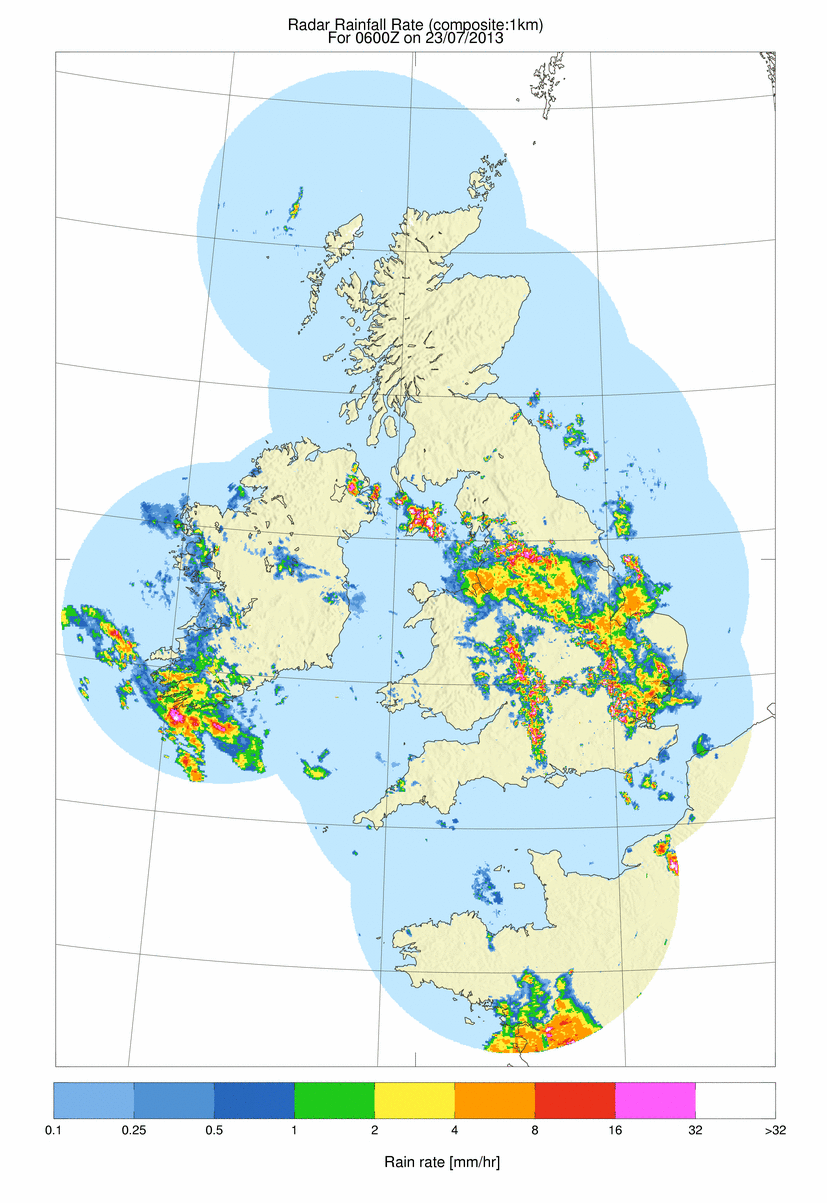 Radar Rainfall Rate (composite:1km)
For 0600Z on 23/07/2013
0.1 0.25 0.5 1 2 4 8 16 32 >32
Rain rate [mm/hr]